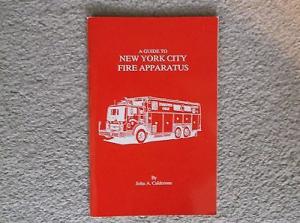 A GUIDE TO
NEW YORK CITY
FIRE APPARATUS
By
John A. Calderone